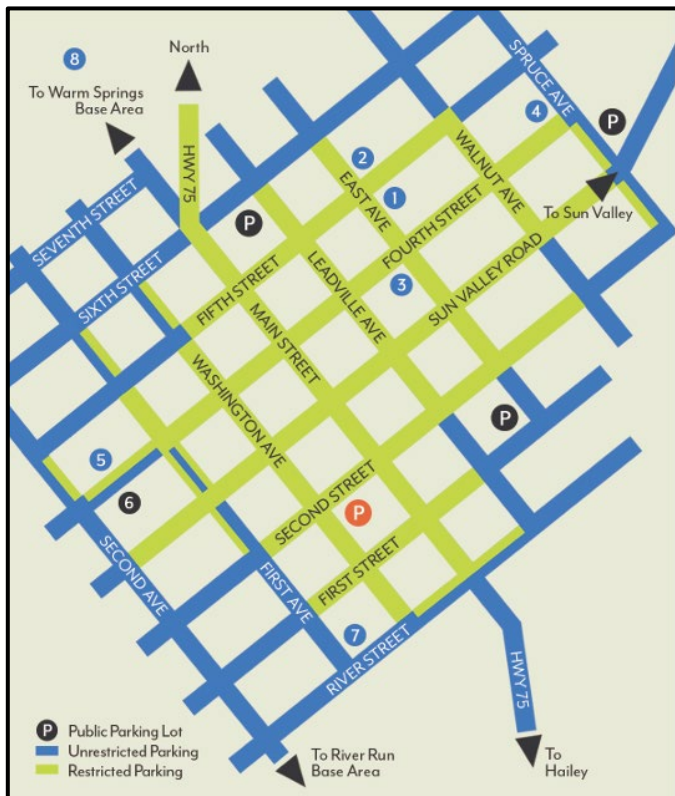 8
North
To Warm Springs
Base Area
SPRUCE AVE
4
P
HWY 75
2
WALNUT AVE
EAST AVE
1
To Sun Valley
SEVENTH STREET
P
FOURTH STREET
SIXTH STREET
FIFTH STREET
LEADVILLE AVE
3
SUN VALLEY ROAD
MAIN STREET
WASHINGTON AVE
P
5
6
SECOND STREET
P
SECOND AVE
FIRST AVE
FIRST STREET
7
RIVER STREET
HWY 75
P Public Parking Lot
Unrestricted Parking
Restricted Parking
To River Run
Base Area
To
Hailey